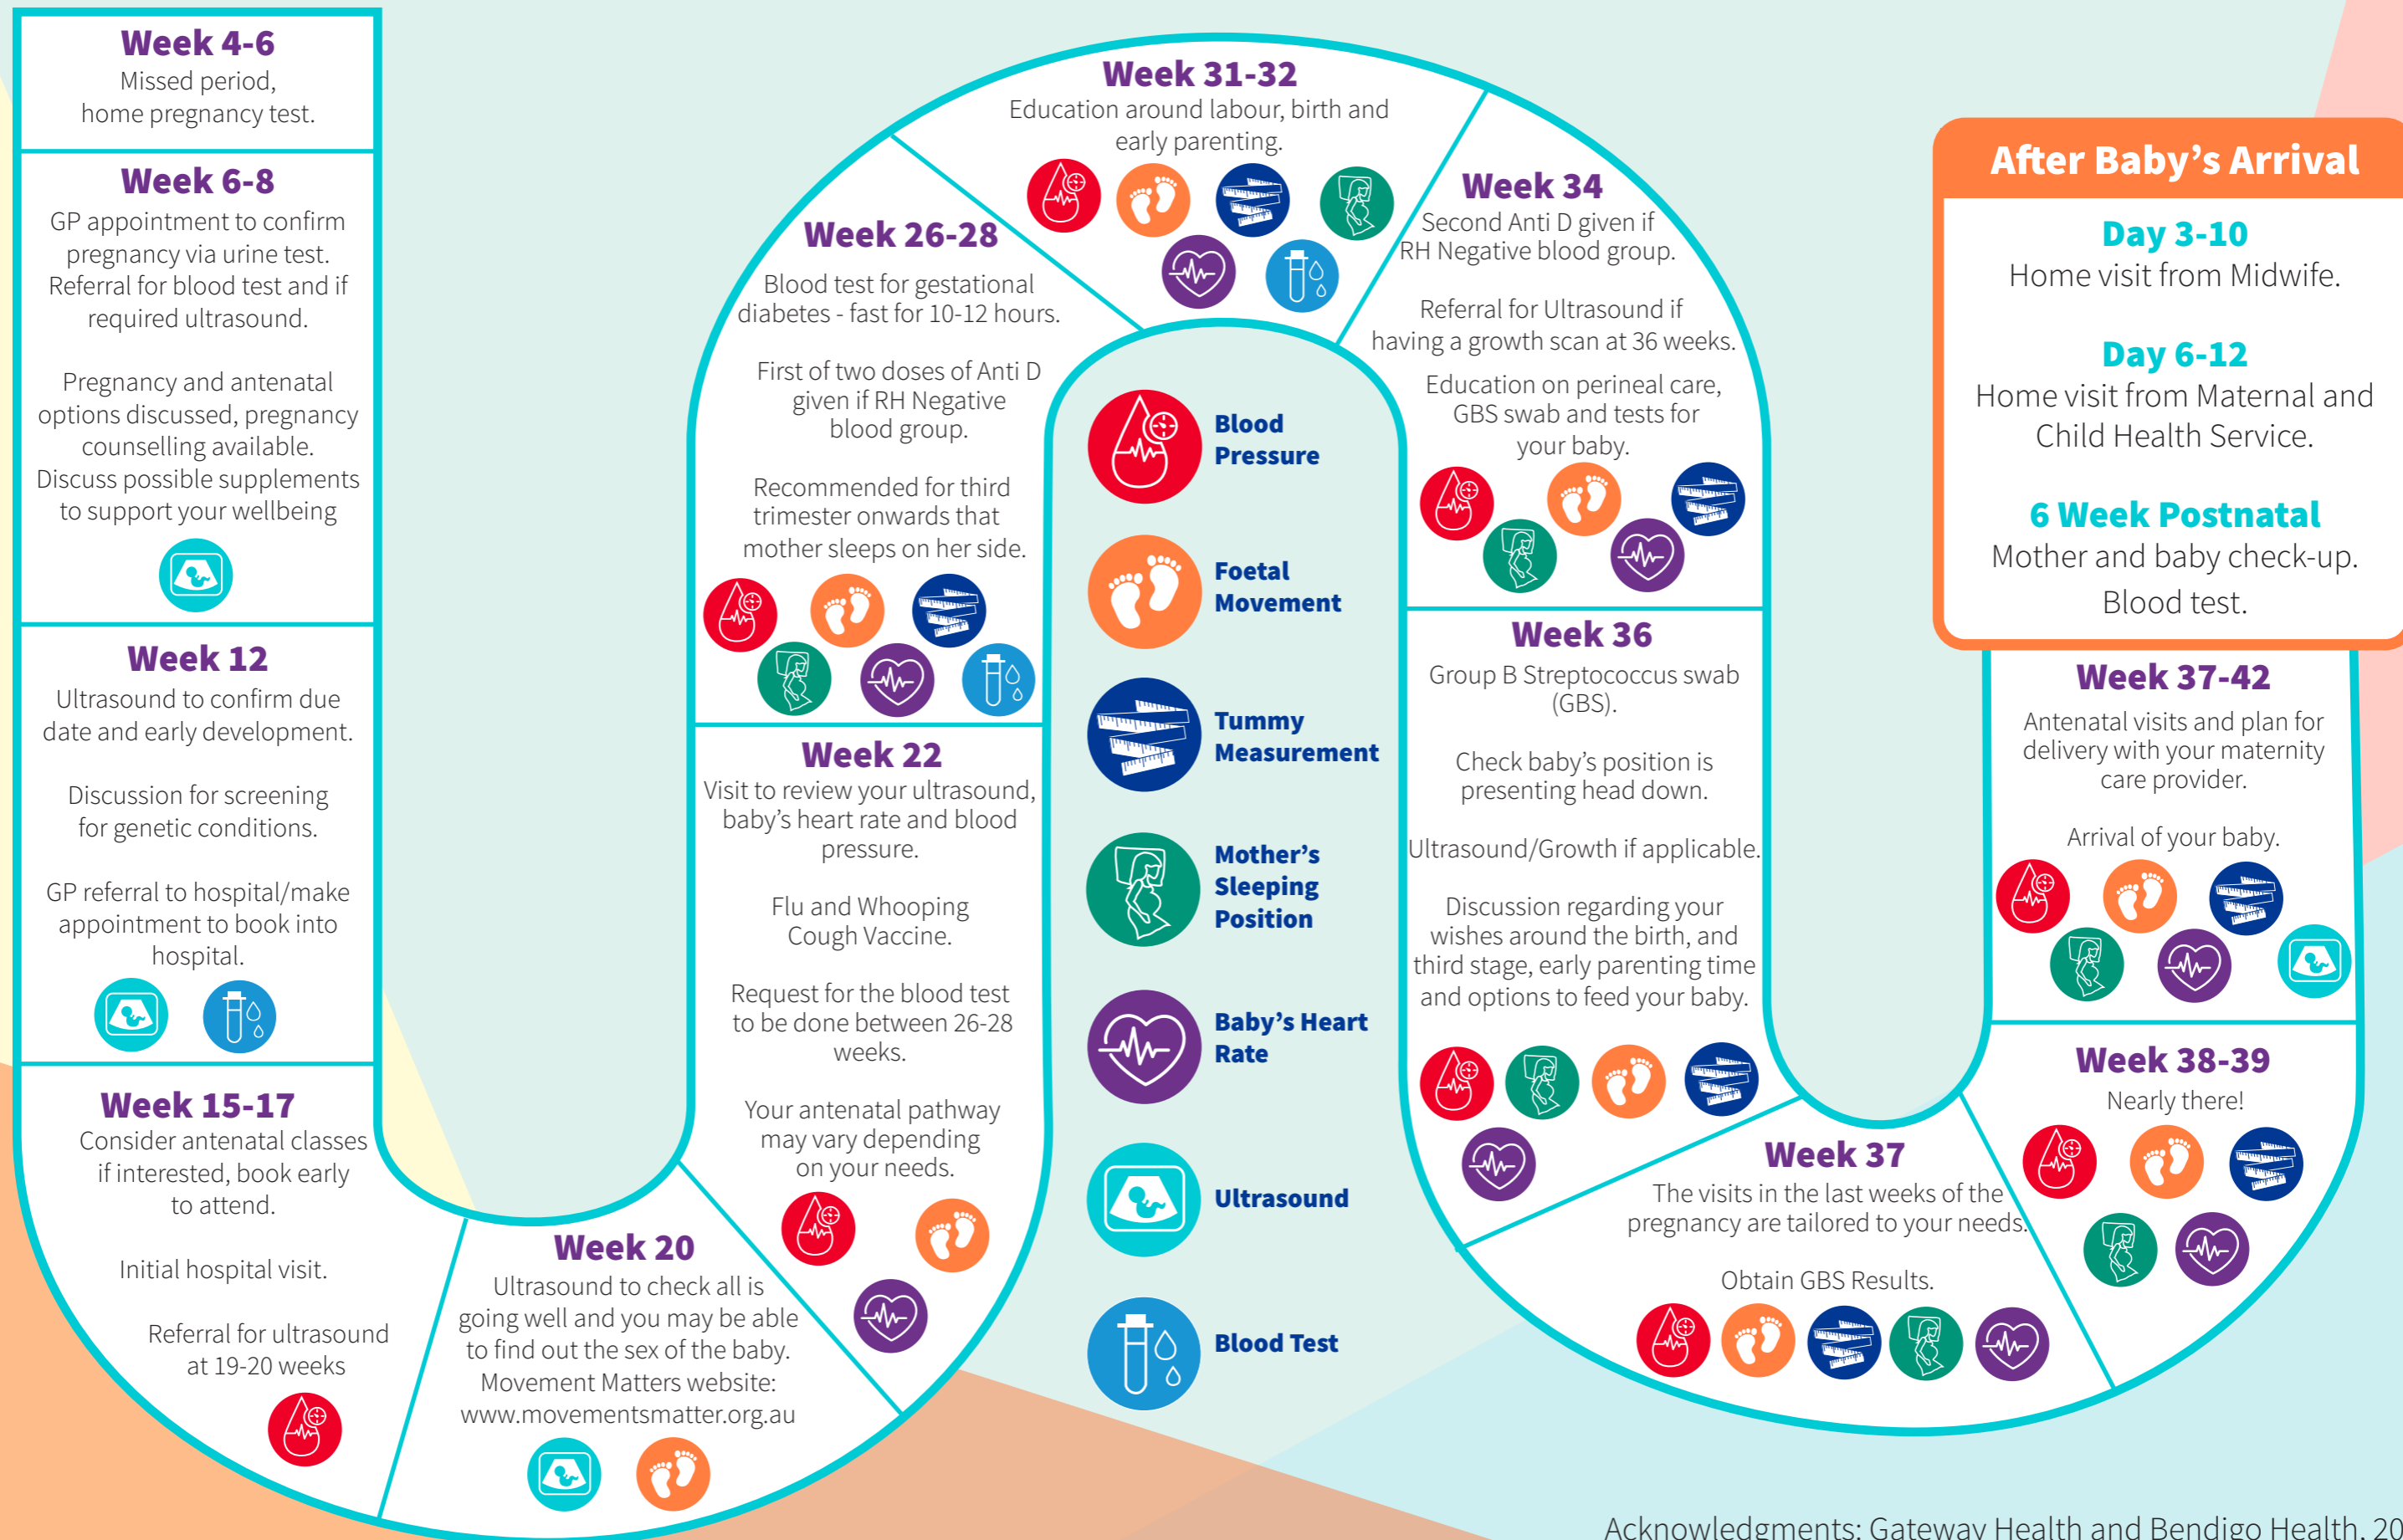 Week 4-6
Missed period,
home pregnancy test.
Week 6-8
GP appointment to confirm
pregnancy via urine test.
Referral for blood test and if
required ultrasound.
Pregnancy and antenatal
options discussed, pregnancy
counselling available.
Discuss possible supplements
to support your wellbeing
Week 12
Ultrasound to confirm due
date and early development.
Discussion for screening
for genetic conditions.
GP referral to hospital/make
appointment to book into
hospital.
Week 15-17
Consider antenatal classes
if interested, book early
to attend.
Initial hospital visit.
Referral for ultrasound
at 19-20 weeks
Week 20
Ultrasound to check all is
going well and you may be able
to find out the sex of the baby.
Movement Matters website:
www.movementsmatter.org.au
Week 22
Visit to review your ultrasound,
baby's heart rate and blood
pressure.
Flu and Whooping
Cough Vaccine.
Request for the blood test
to be done between 26-28
weeks.
Your antenatal pathway
may vary depending
on your needs.
Week 26-28
Blood test for gestational
diabetes - fast for 10-12 hours.
First of two doses of Anti D
given if RH Negative
blood group.
Recommended for third
trimester onwards that
mother sleeps on her side.
Week 31-32
Education around labour, birth and
early parenting.
Week 34
Second Anti D given if
RH Negative blood group.
Referral for Ultrasound if
having a growth scan at 36 weeks.
Education on perineal care,
GBS swab and tests for
your baby.
Week 36
Group B Streptococcus swab
(GBS).
Check baby's position is
presenting head down.
Ultrasound/Growth if applicable.
Discussion regarding your
wishes around the birth, and
third stage, early parenting time
and options to feed your baby.
Week 37
The visits in the last weeks of the
pregnancy are tailored to your needs.
Obtain GBS Results.
Week 38-39
Nearly there!
Week 37-42
Antenatal visits and plan for
delivery with your maternity
care provider.
Arrival of your baby.
After Baby's Arrival
Day 3-10
Home visit from Midwife.
Day 6-12
Home visit from Maternal and
Child Health Service.
6 Week Postnatal
Mother and baby check-up.
Blood test.
Blood
Pressure
Foetal
Movement
Tummy
Measurement
Mother's
Sleeping
Position
Baby's Heart
Rate
Ultrasound
Blood Test
Acknowledgments: Gateway Health and Bendigo Health,